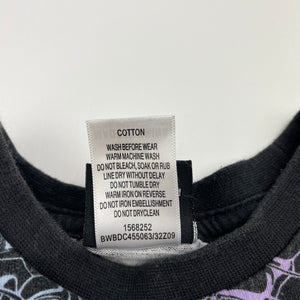 COTTON
WASH BEFORE WEAR
WARM MACHINE WASH
DO NOT BLEACH, SOAK OR RUB
LINE DRY WITHOUT DELAY
DO NOT TUMBLE DRY
WARM IRON ON REVERSE
DO NOT IRON EMBELLISHMENT
DO NOT DRYCLEAN
1568252
BWBDC455063/32Z09